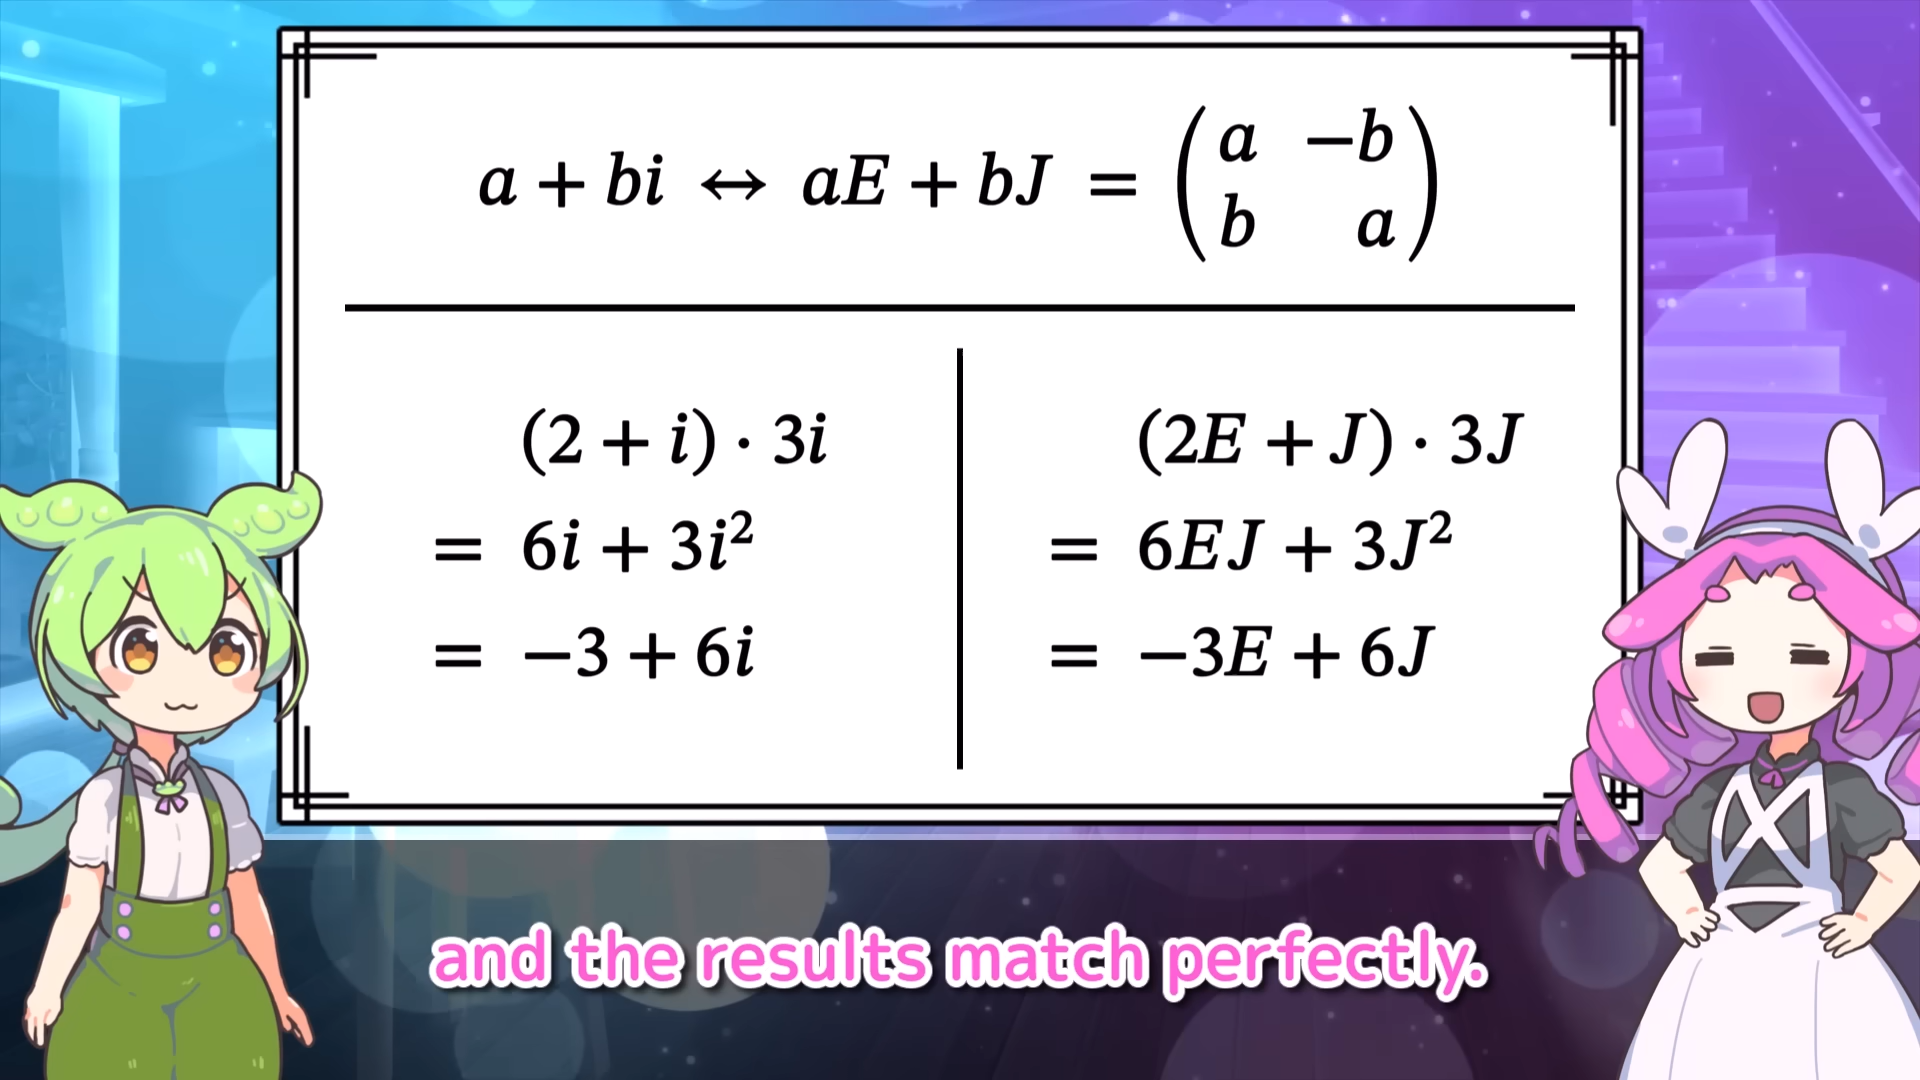 a + bi ↔ aE + bJ = (a −b
b a)
(2 + i) · 3i
= 6i + 3i²
= −3 + 6i
(2E + J) · 3J
= 6EJ + 3J²
= −3E + 6J
and the results match perfectly.